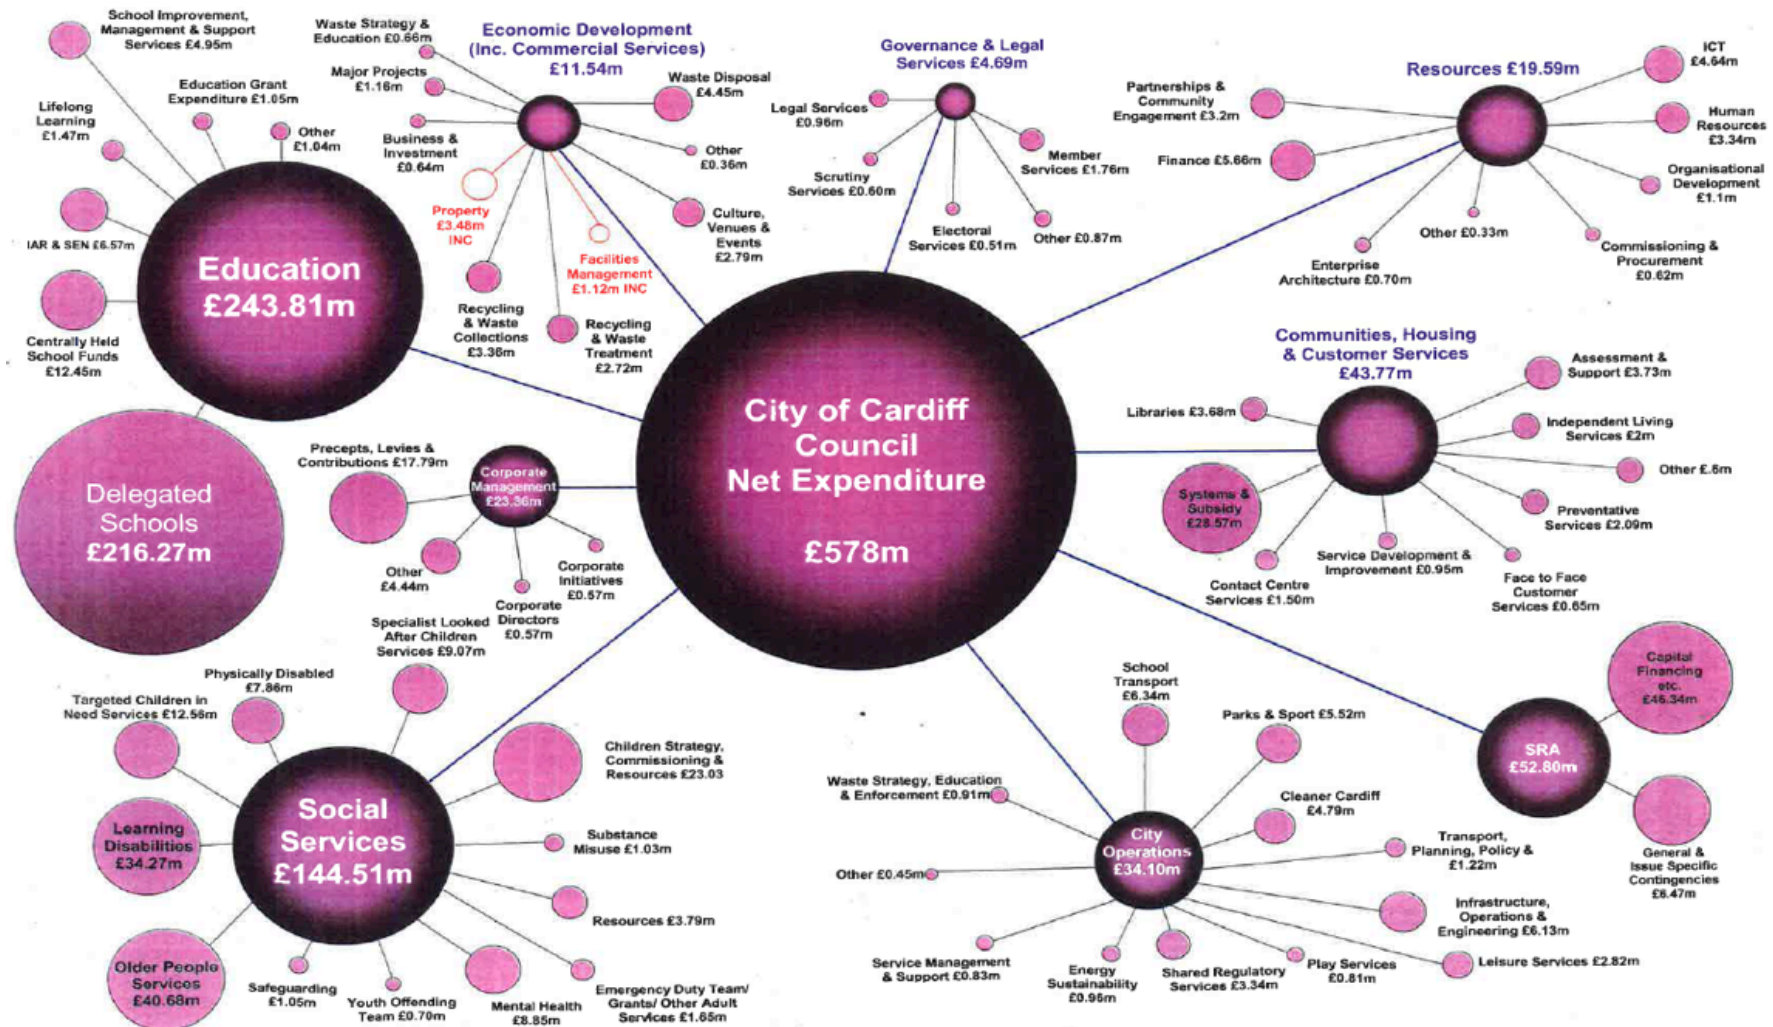 School Improvement,
Management & Support
Services £4.95m
Education Grant
Expenditure £1.05m
Lifelong
Learning
£1.47m
Other
£1.04m
IAR & SEN £6.57m
Centrally Held
School Funds
£12.45m
Education
£243.81m
Delegated
Schools
£216.27m
Waste Strategy &
Education £0.66m
Economic Development
(Inc. Commercial Services)
£11.54m
Major Projects
£1.16m
Waste Disposal
£4.45m
Business &
Investment
£0.64m
Other
£0.36m
Property
£3.48m
INC
Facilities
Management
£1.12m INC
Culture,
Venues &
Events
£2.79m
Recycling
& Waste
Collections
£3.36m
Recycling
& Waste
Treatment
£2.72m
Governance & Legal
Services £4.69m
Legal Services
£0.96m
Scrutiny
Services £0.60m
Member
Services £1.76m
Electoral
Services £0.51m
Other £0.87m
Resources £19.59m
ICT
£4.64m
Partnerships &
Community
Engagement £3.2m
Human
Resources
£3.34m
Finance £5.66m
Organisational
Development
£1.1m
Other £0.33m
Enterprise
Architecture £0.70m
Commissioning &
Procurement
£0.62m
City of Cardiff
Council
Net Expenditure
£578m
Communities, Housing
& Customer Services
£43.77m
Assessment &
Support £3.73m
Libraries £3.68m
Independent Living
Services £2m
Other £.6m
Systems &
Subsidy
£28.57m
Preventative
Services £2.09m
Service Development &
Improvement £0.95m
Contact Centre
Services £1.50m
Face to Face
Customer
Services £0.65m
Precepts, Levies &
Contributions £17.79m
Corporate
Management
£23.36m
Other
£4.44m
Corporate
Initiatives
£0.57m
Corporate
Directors
£0.57m
Specialist Looked
After Children
Services £9.07m
Physically Disabled
£7.86m
Targeted Children in
Need Services £12.56m
Children Strategy,
Commissioning &
Resources £23.03
Social
Services
£144.51m
Learning
Disabilities
£34.27m
Substance
Misuse £1.03m
Resources £3.79m
Older People
Services
£40.68m
Safeguarding
£1.05m
Youth Offending
Team £0.70m
Mental Health
£8.85m
Emergency Duty Team/
Grants/ Other Adult
Services £1.65m
School
Transport
£6.34m
Parks & Sport £5.52m
Waste Strategy, Education
& Enforcement £0.91m
Cleaner Cardiff
£4.79m
City
Operations
£34.10m
Transport,
Planning, Policy &
£1.22m
Other £0.45m
Infrastructure,
Operations &
Engineering £6.13m
Service Management
& Support £0.83m
Energy
Sustainability
£0.96m
Shared Regulatory
Services £3.34m
Play Services
£0.81m
Leisure Services £2.82m
Capital
Financing
etc.
£46.34m
SRA
£52.80m
General &
Issue Specific
Contingencies
£6.47m